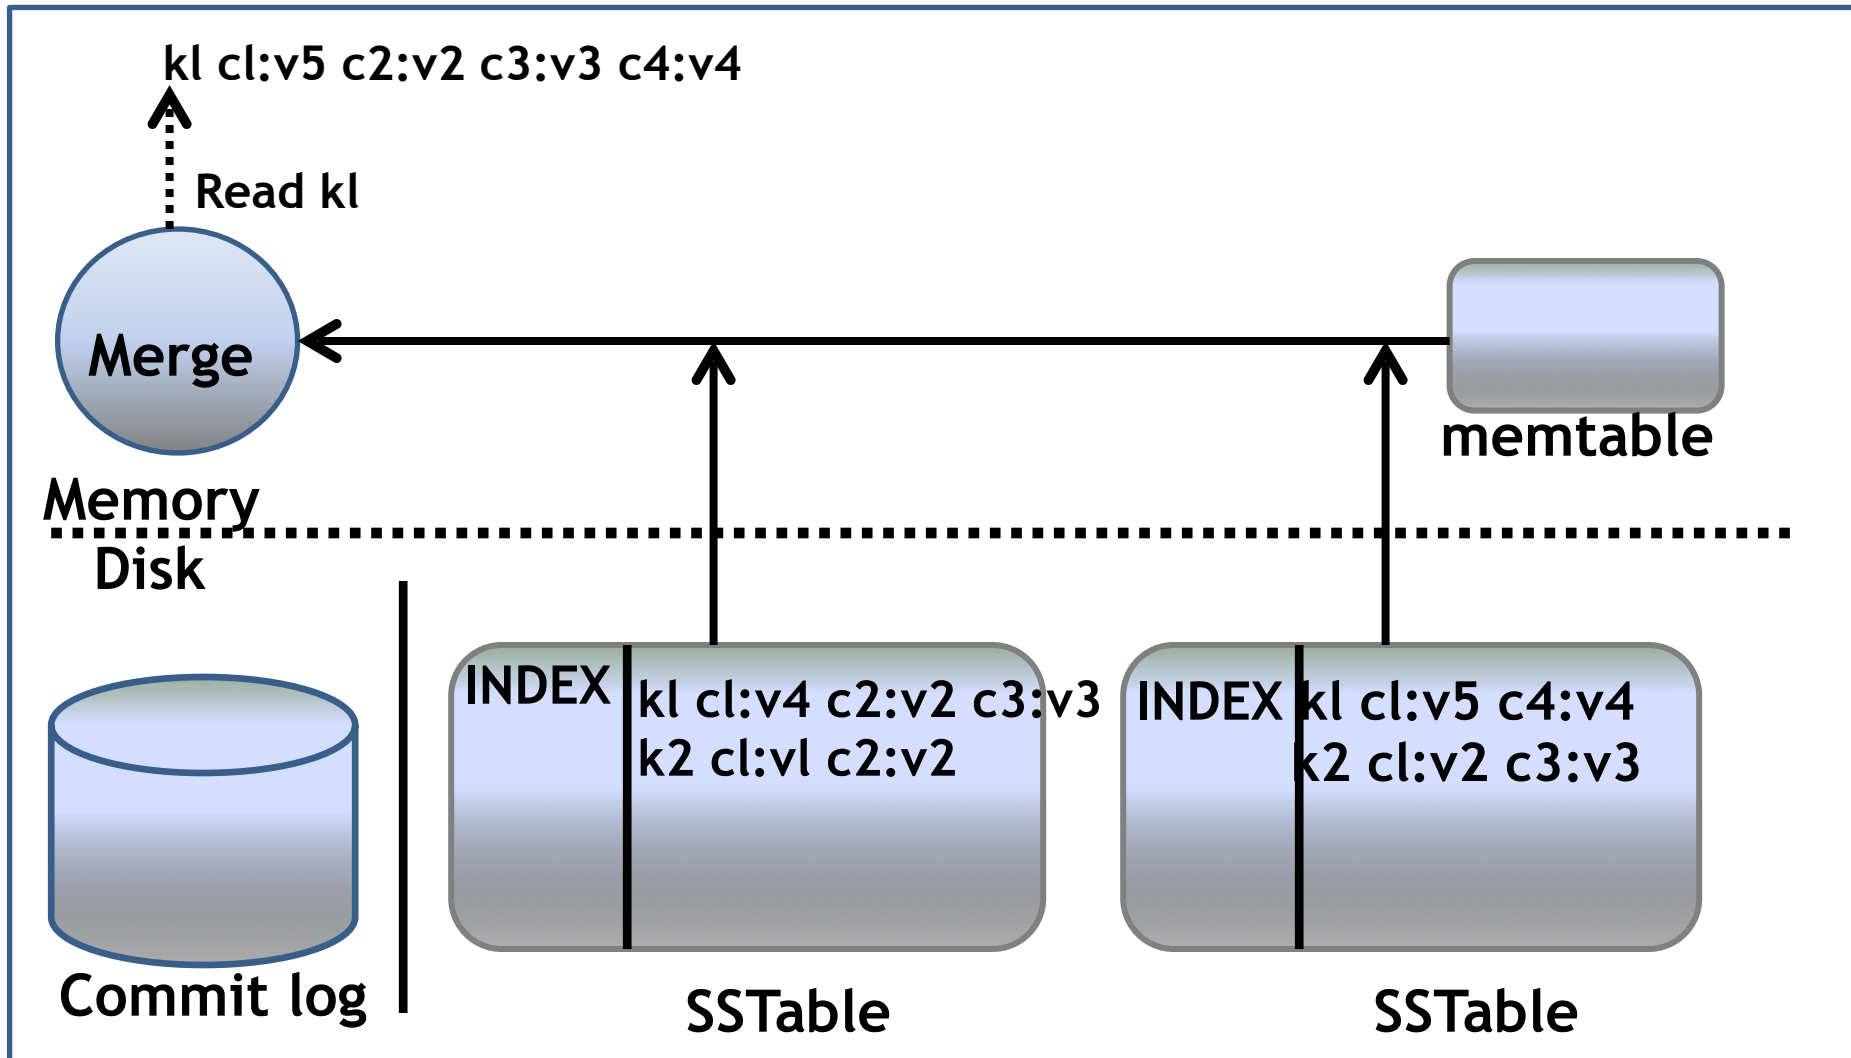 kl cl:v5 c2:v2 c3:v3 c4:v4
Read kl
Merge
memtable
Memory
Disk
INDEX
kl cl:v4 c2:v2 c3:v3
k2 cl:vl c2:v2
INDEX
kl cl:v5 c4:v4
k2 cl:v2 c3:v3
Commit log
SSTable
SSTable